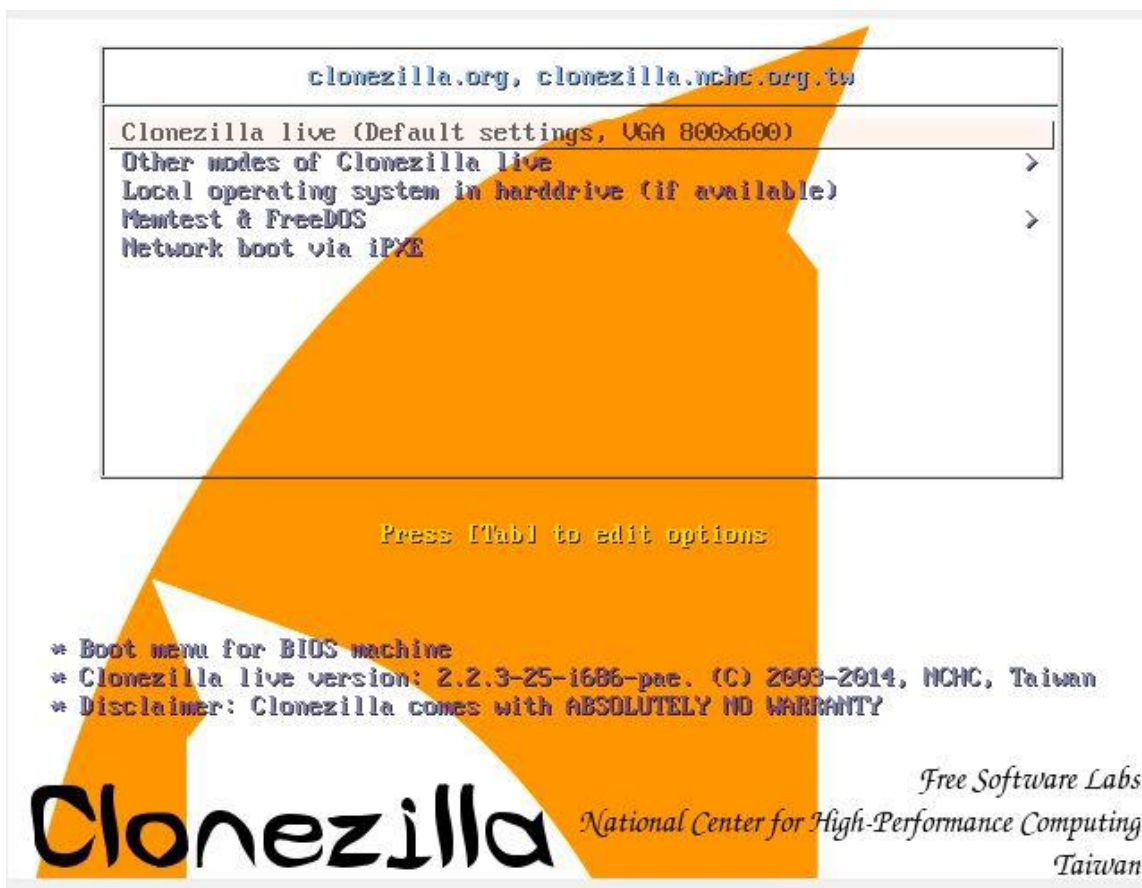 clonezilla.org, clonezilla.nchc.org.tw
Clonezilla live (Default settings, VGA 800x600)
Other modes of Clonezilla live >
Local operating system in harddrive (if available)
Memtest & FreeDOS >
Network boot via iPXE
Press [Tab] to edit options
* Boot menu for BIOS machine
* Clonezilla live version: 2.2.3-25-i686-pae. (C) 2003-2014, NCHC, Taiwan
* Disclaimer: Clonezilla comes with ABSOLUTELY NO WARRANTY
Free Software Labs
Clonezilla National Center for High-Performance Computing
Taiwan